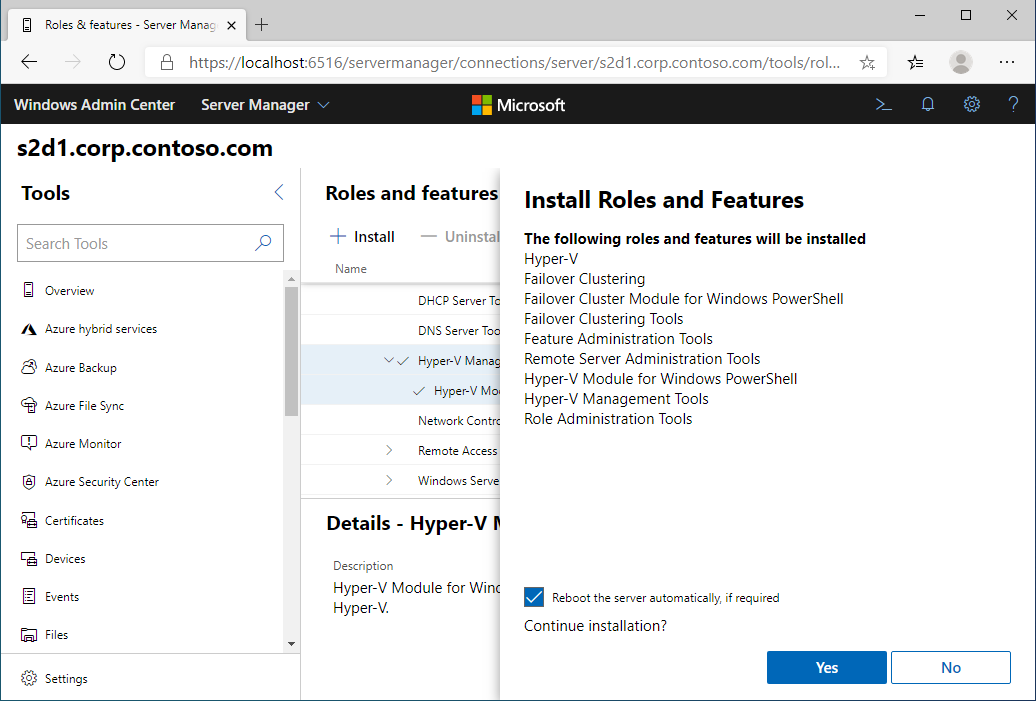 Roles & features - Server Manag
https://localhost:6516/servermanager/connections/server/s2d1.corp.contoso.com/tools/rol...
Windows Admin Center
Server Manager
Microsoft
?
s2d1.corp.contoso.com
Tools
Search Tools
Overview
Azure hybrid services
Azure Backup
Azure File Sync
Azure Monitor
Azure Security Center
Certificates
Devices
Events
Files
Settings
Roles and features
Install
Uninstal
Name
DHCP Server To
DNS Server Too
Hyper-V Manag
Hyper-V Mo
Network Contro
Remote Access
Windows Serve
Details - Hyper-V M
Description
Hyper-V Module for Wind
Hyper-V.
Install Roles and Features
The following roles and features will be installed
Hyper-V
Failover Clustering
Failover Cluster Module for Windows PowerShell
Failover Clustering Tools
Feature Administration Tools
Remote Server Administration Tools
Hyper-V Module for Windows PowerShell
Hyper-V Management Tools
Role Administration Tools
Reboot the server automatically, if required
Continue installation?
Yes
No